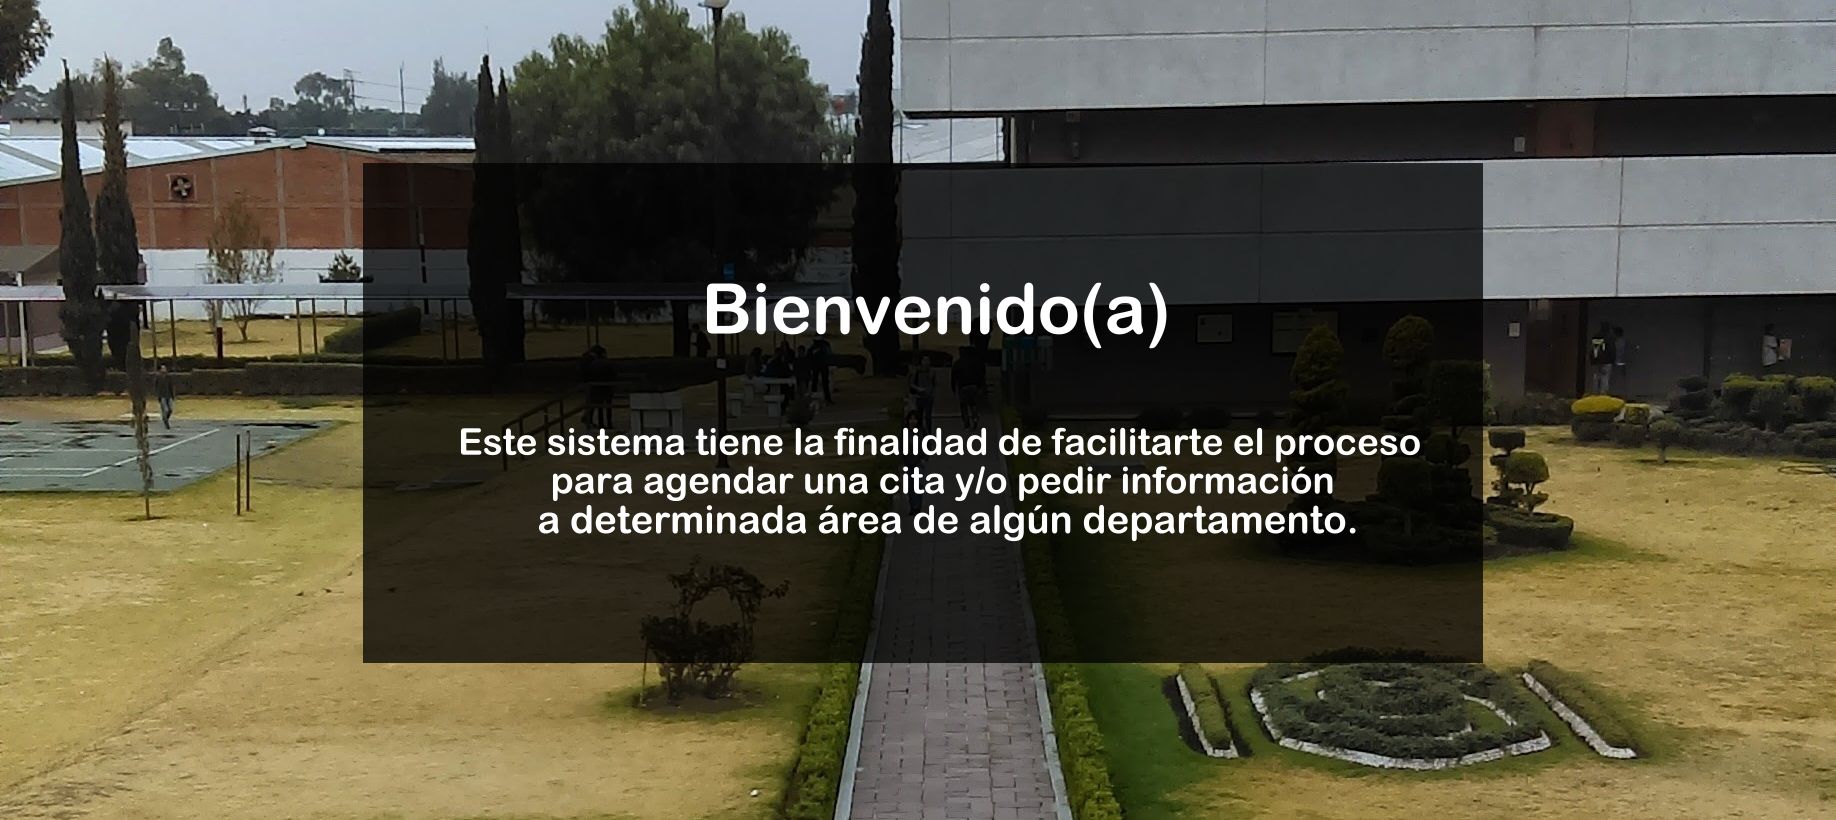 Bienvenido(a)
Este sistema tiene la finalidad de facilitarte el proceso
para agendar una cita y/o pedir información
a determinada área de algún departamento.